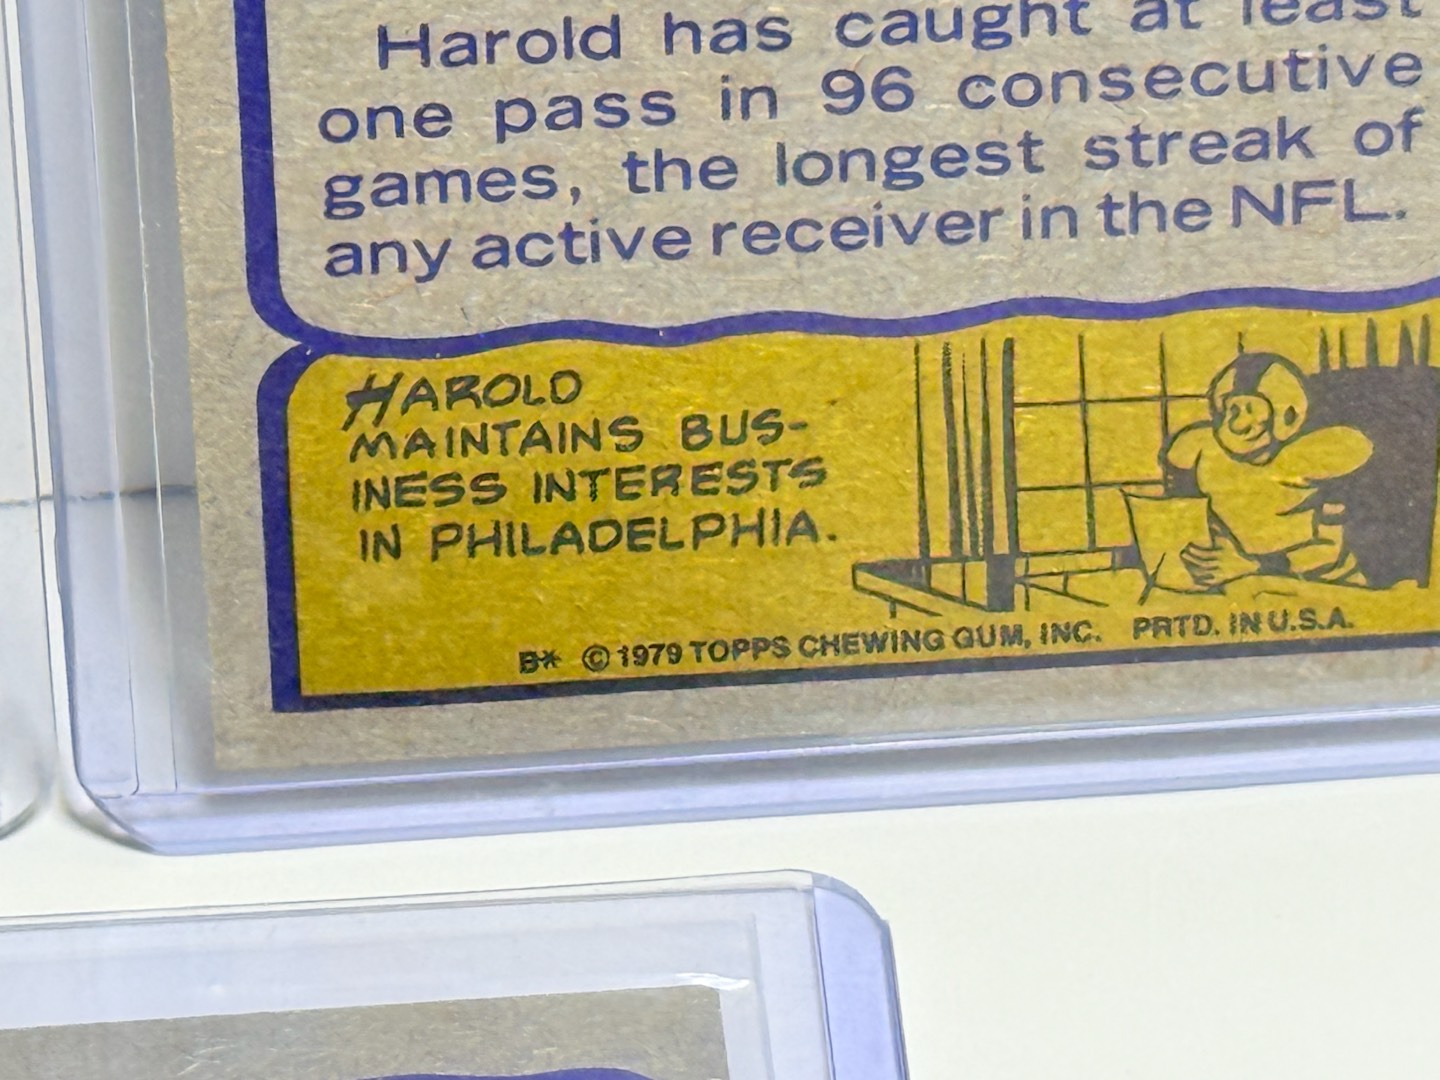 Harold has caught at least
one pass in 96 consecutive
games, the longest streak of
any active receiver in the NFL.
HAROLD
MAINTAINS BUS-
INESS INTERESTS
IN PHILADELPHIA.
B* © 1979 TOPPS CHEWING GUM, INC. PRTD. IN U.S.A.